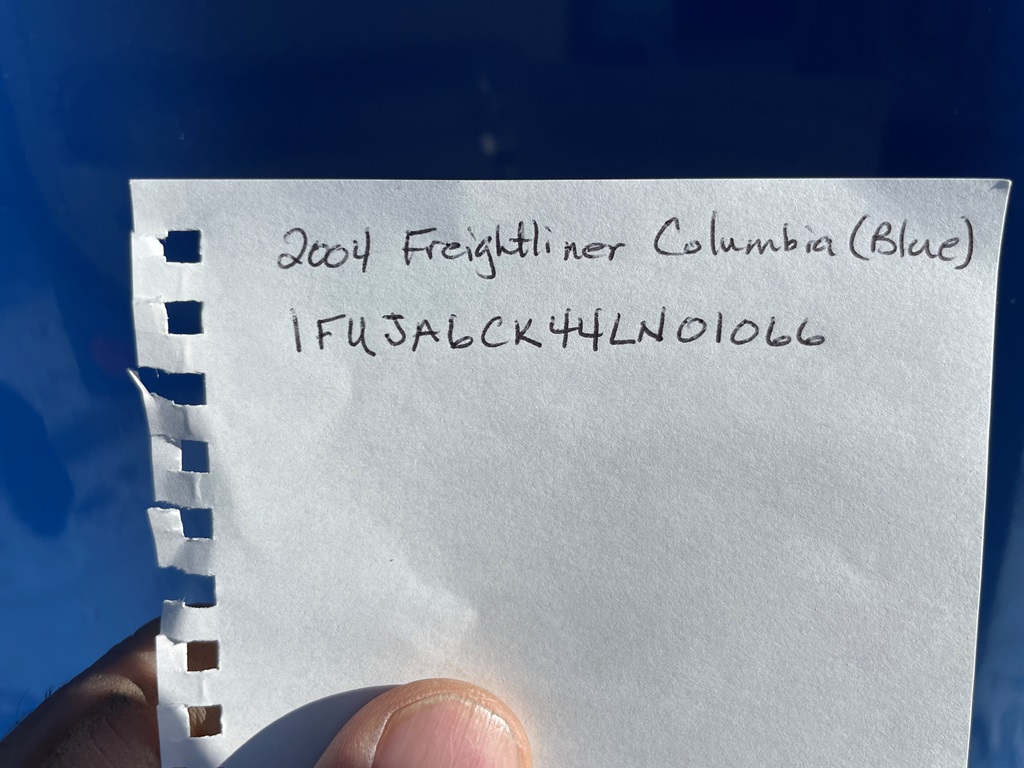 2004 Freightliner Columbia (Blue)
1FUJA6CK44LN01066